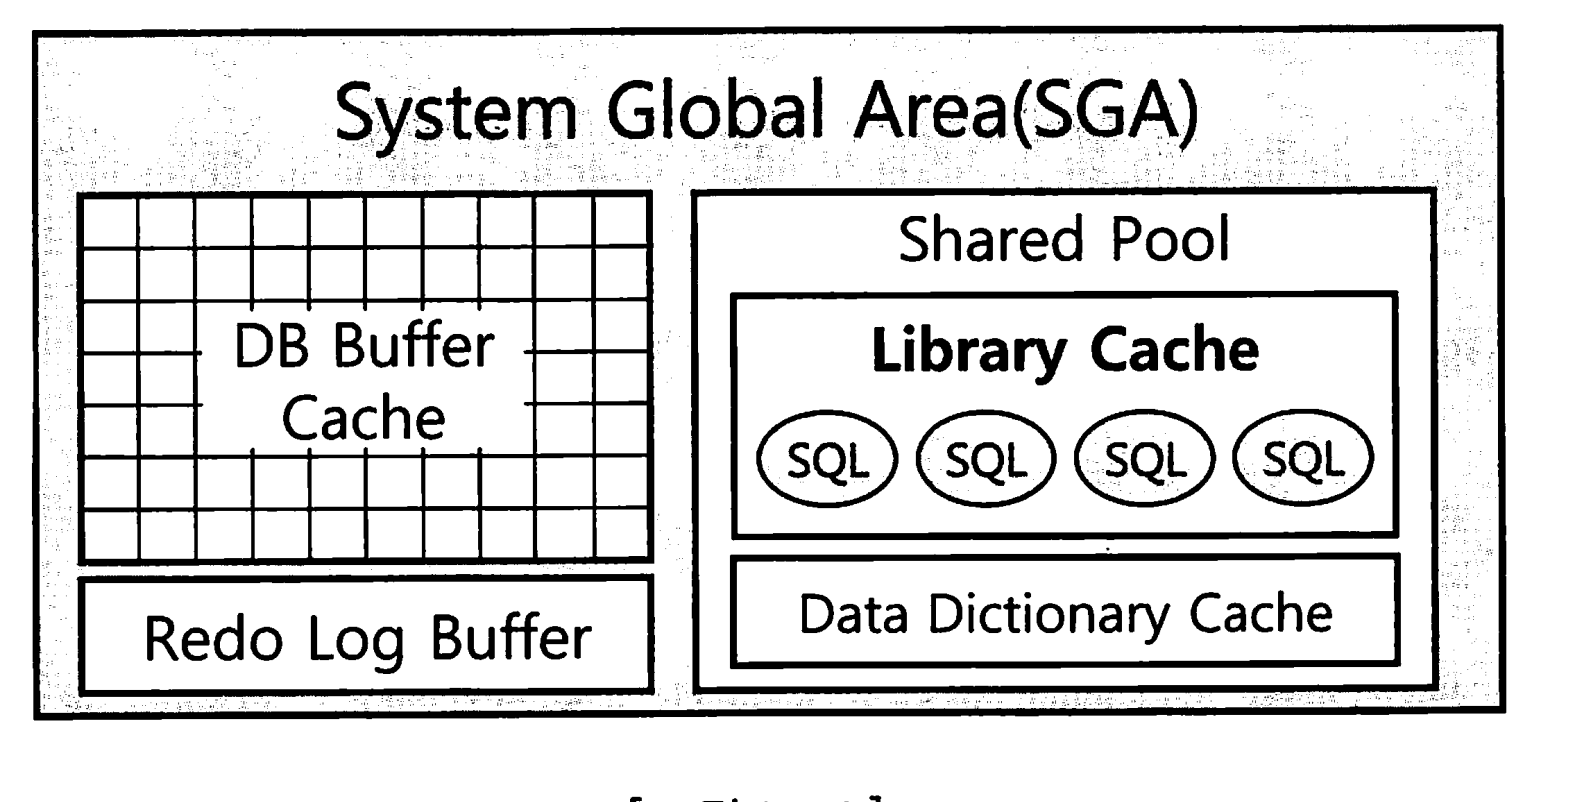 System Global Area(SGA)
DB Buffer
Cache
Redo Log Buffer
Shared Pool
Library Cache
SQL SQL SQL SQL
Data Dictionary Cache